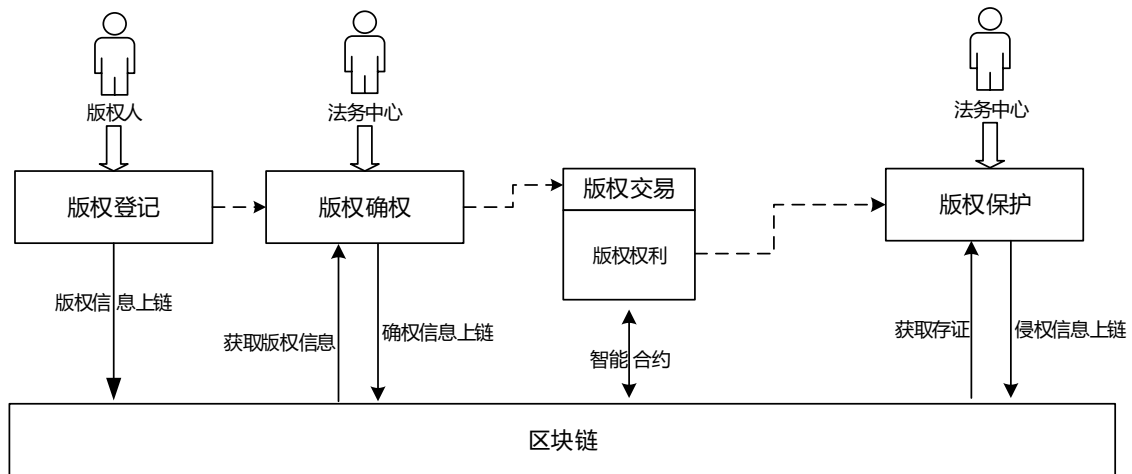 版权人
法务中心
法务中心
版权登记
版权确权
版权交易
版权权利
版权保护
版权信息上链
获取版权信息
确权信息上链
智能合约
获取存证
侵权信息上链
区块链